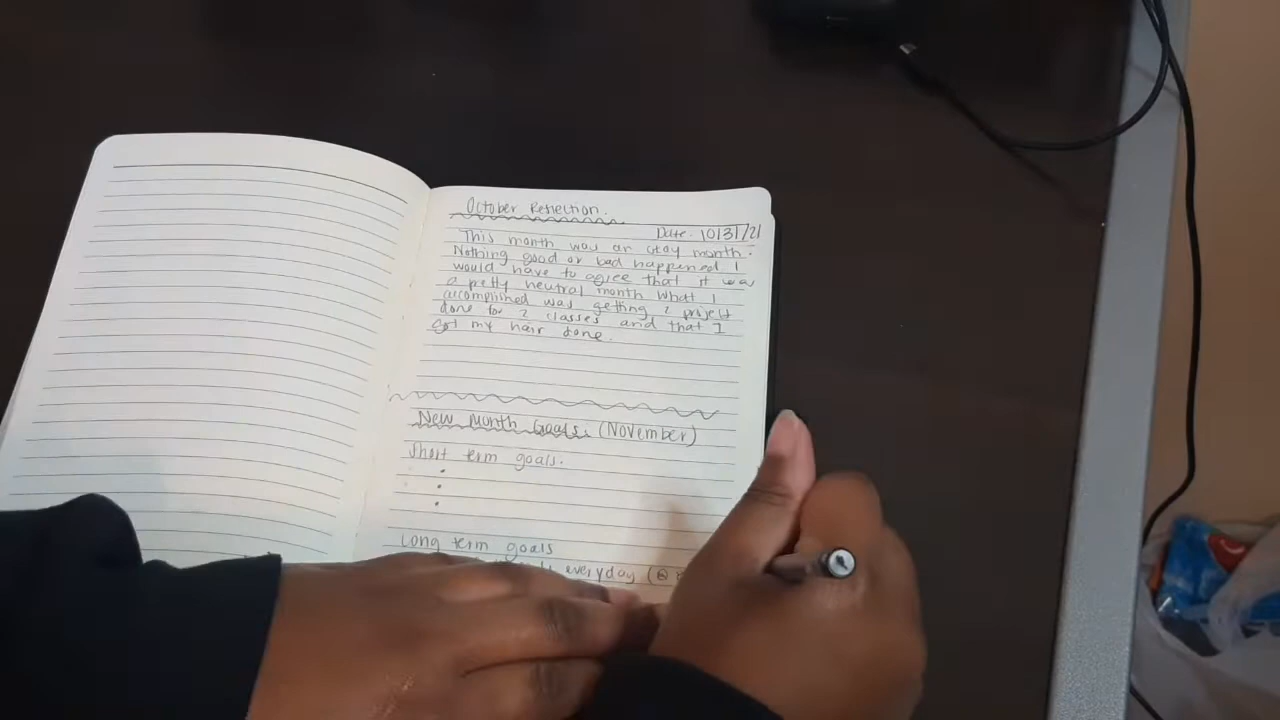 October Reflection.
Date: 10/31/21
This month was an okay month.
Nothing good or bad happened I
would have to agree that it was
a petty neutral month what I
accomplished was getting 2 project
done for 2 classes and that I
Got my hair done.
New Month Goals: (November)
Short term goals.
•
•
•
Long term goals
everyday (